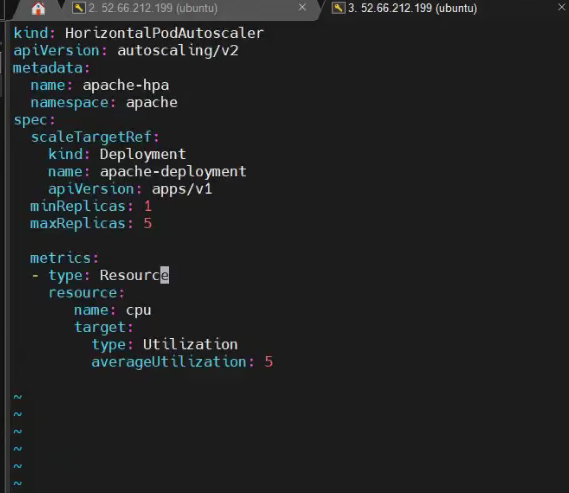 2. 52.66.212.199 (ubuntu)
3. 52.66.212.199 (ubuntu)
kind: HorizontalPodAutoscaler
apiVersion: autoscaling/v2
metadata:
  name: apache-hpa
  namespace: apache
spec:
  scaleTargetRef:
    kind: Deployment
    name: apache-deployment
    apiVersion: apps/v1
  minReplicas: 1
  maxReplicas: 5

  metrics:
  - type: Resource
    resource:
       name: cpu
       target:
         type: Utilization
         averageUtilization: 5

~
~
~
~
~
~